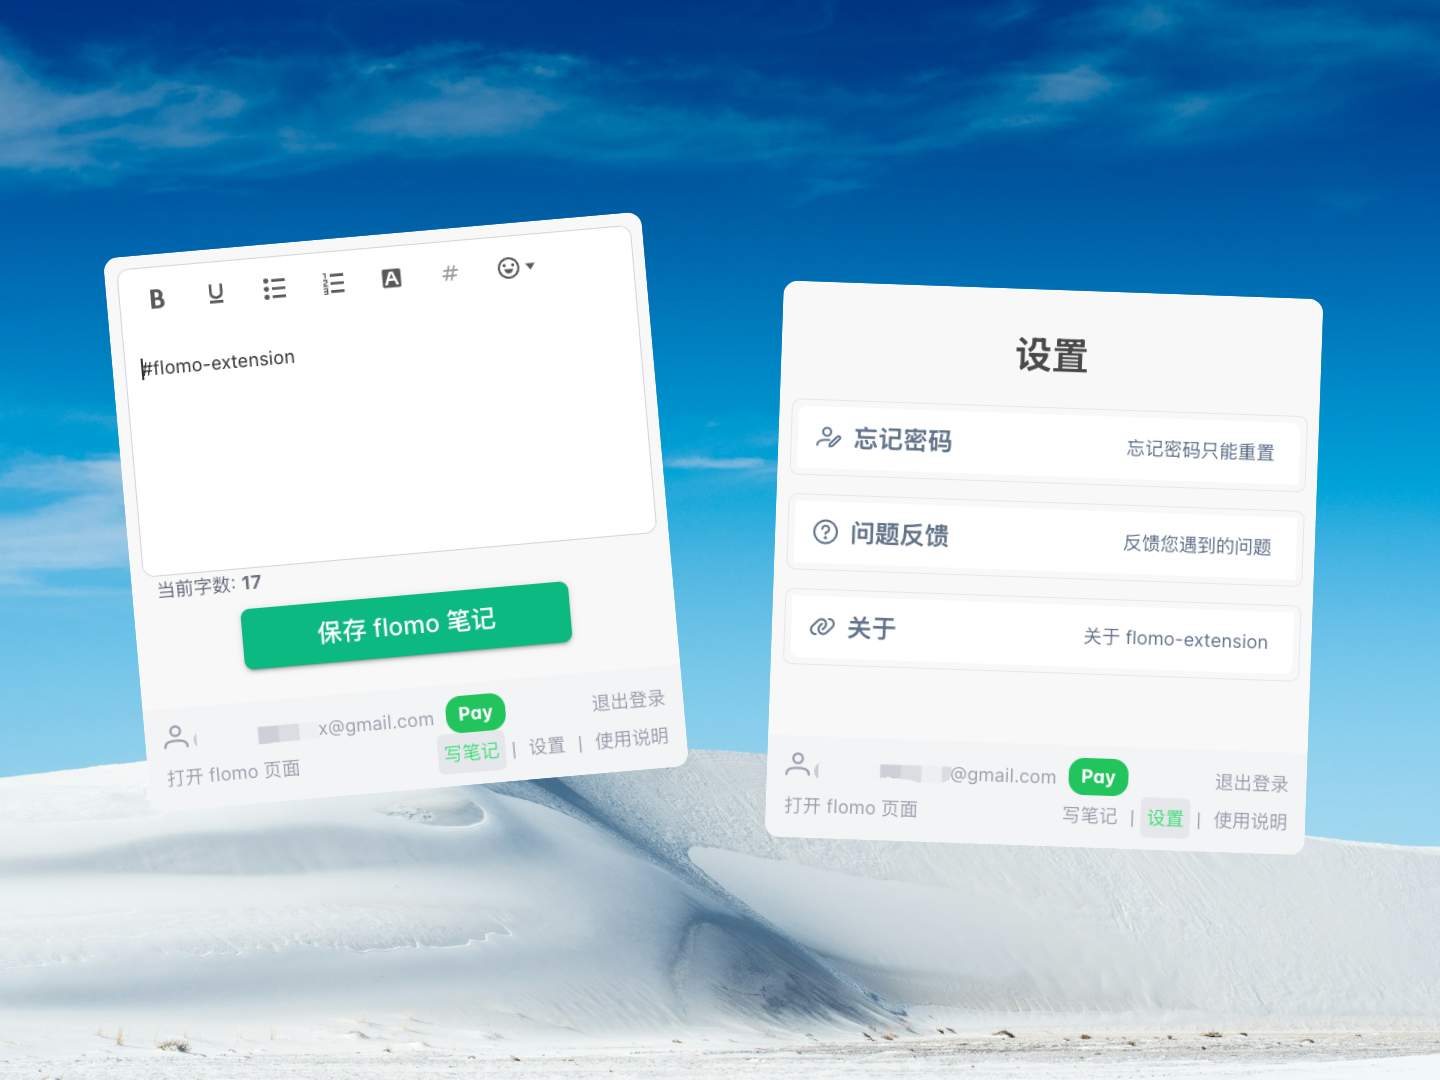 B U A #
#flomo-extension
当前字数: 17
保存 flomo 笔记
x@gmail.com Pay 退出登录
打开 flomo 页面 写笔记 | 设置 | 使用说明
设置
忘记密码 忘记密码只能重置
问题反馈 反馈您遇到的问题
关于 关于 flomo-extension
@gmail.com Pay 退出登录
打开 flomo 页面 写笔记 | 设置 | 使用说明